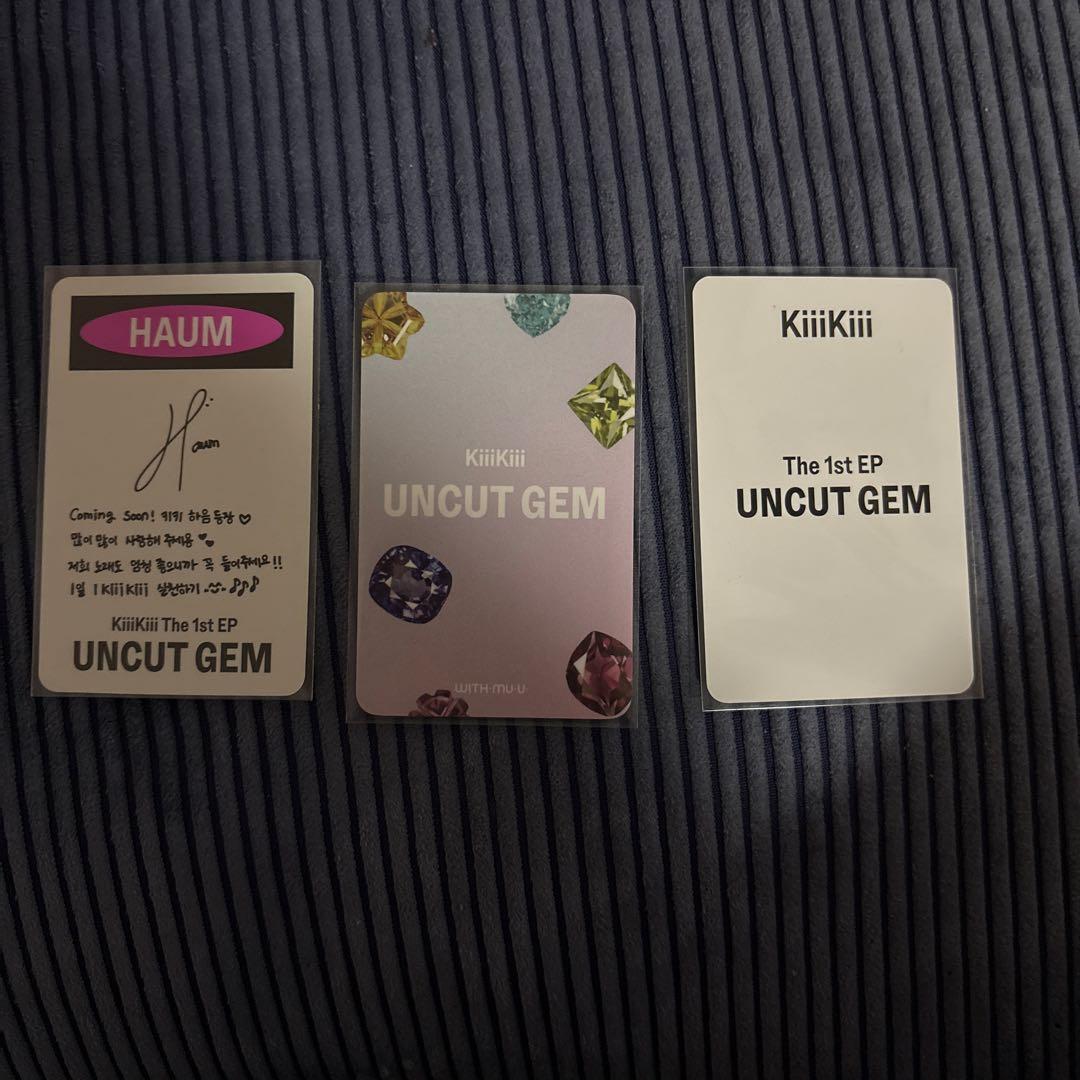 HAUM
Haum
Coming Soon! 키키 하음 등장 ♡
많이 많이 사랑해 주세용 ♥♥
저희 노래도 엄청 좋으니까 꼭 들어주세요!!
1일 1 KIijKIii 실천하기
KiiiKiii The 1st EP
UNCUT GEM
KiiiKiii
UNCUT GEM
WITH·MU·U·
KiiiKiii
The 1st EP
UNCUT GEM